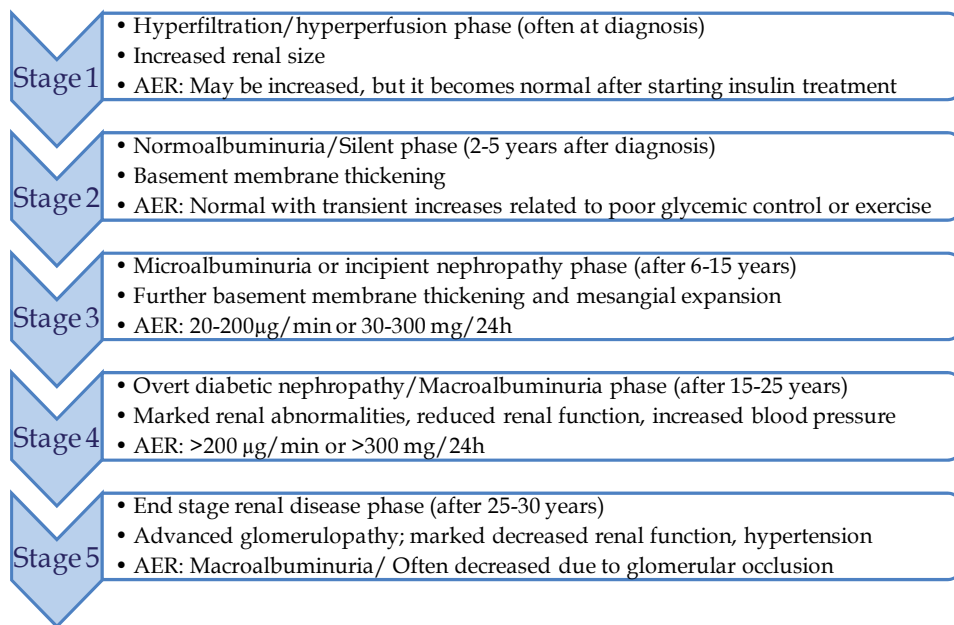 Stage 1
• Hyperfiltration/hyperperfusion phase (often at diagnosis)
• Increased renal size
• AER: May be increased, but it becomes normal after starting insulin treatment
Stage 2
• Normoalbuminuria/Silent phase (2-5 years after diagnosis)
• Basement membrane thickening
• AER: Normal with transient increases related to poor glycemic control or exercise
Stage 3
• Microalbuminuria or incipient nephropathy phase (after 6-15 years)
• Further basement membrane thickening and mesangial expansion
• AER: 20-200µg/min or 30-300 mg/24h
Stage 4
• Overt diabetic nephropathy/Macroalbuminuria phase (after 15-25 years)
• Marked renal abnormalities, reduced renal function, increased blood pressure
• AER: >200 µg/min or >300 mg/24h
Stage 5
• End stage renal disease phase (after 25-30 years)
• Advanced glomerulopathy; marked decreased renal function, hypertension
• AER: Macroalbuminuria/ Often decreased due to glomerular occlusion